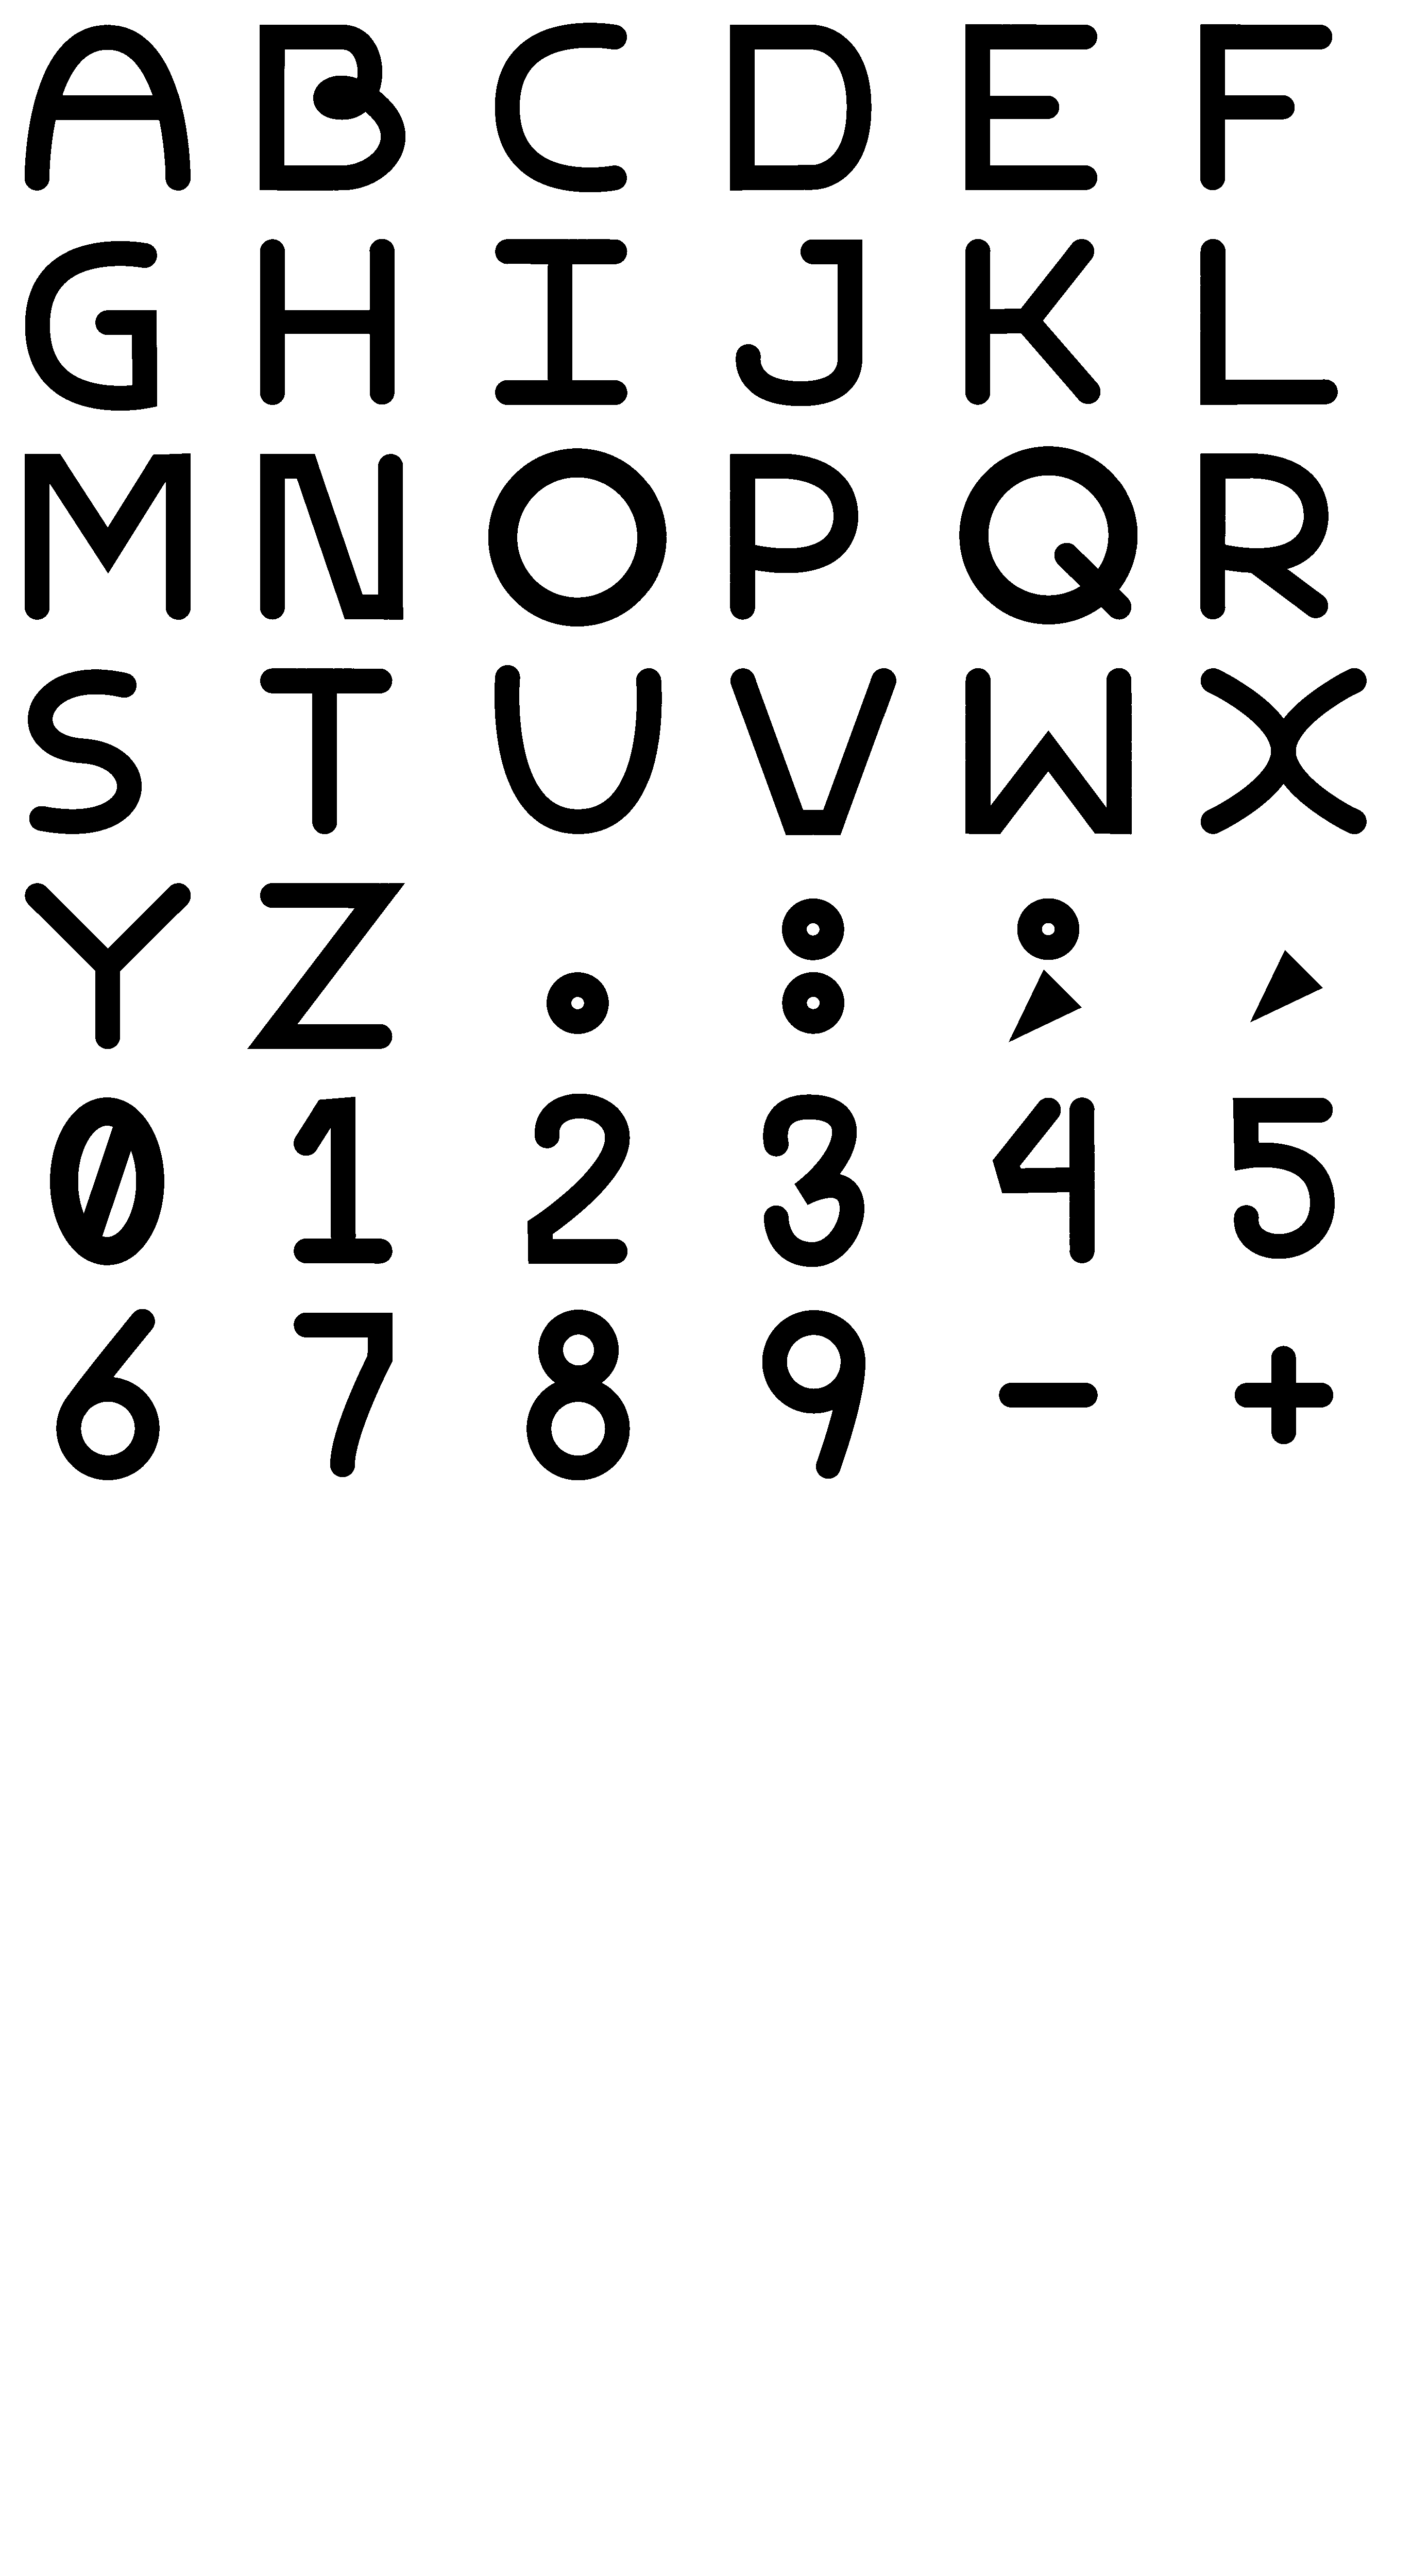 A B C D E F
G H I J K L
M N O P Q R
S T U V W X
Y Z . : ; ,
0 1 2 3 4 5
6 7 8 9 - +